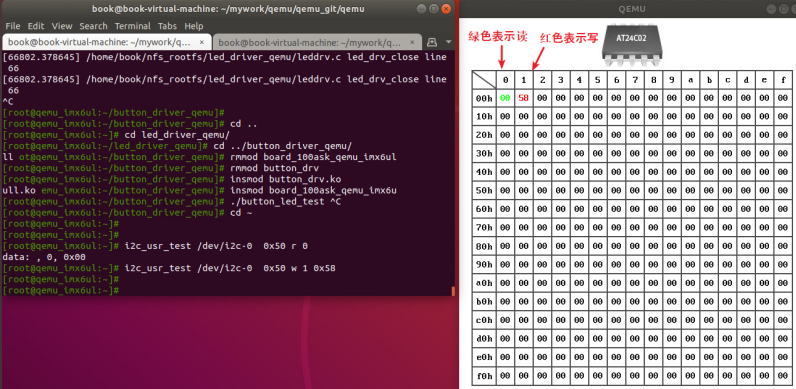 book@book-virtual-machine: ~/mywork/qemu/qemu_git/qemu
File Edit View Search Terminal Tabs Help
book@book-virtual-machine: ~/mywork/q... ×
book@book-virtual-machine: ~/mywork/q... ×
[66802.378645] /home/book/nfs_rootfs/led_driver_qemu/leddrv.c led_drv_close line
 66
[66802.378645] /home/book/nfs_rootfs/led_driver_qemu/leddrv.c led_drv_close line
 66
^C
[root@qemu_imx6ul:~/button_driver_qemu]#
[root@qemu_imx6ul:~/button_driver_qemu]# cd ..
[root@qemu_imx6ul:~]# cd led_driver_qemu/
[root@qemu_imx6ul:~/led_driver_qemu]# cd ../button_driver_qemu/
ll ot@qemu_imx6ul:~/button_driver_qemu]# rmmod board_100ask_qemu_imx6ul
[root@qemu_imx6ul:~/button_driver_qemu]# rmmod button_drv
[root@qemu_imx6ul:~/button_driver_qemu]# insmod button_drv.ko
ull.ko emu_imx6ul:~/button_driver_qemu]# insmod board_100ask_qemu_imx6u
[root@qemu_imx6ul:~/button_driver_qemu]# ./button_led_test ^C
[root@qemu_imx6ul:~/button_driver_qemu]# cd ~
[root@qemu_imx6ul:~]#
[root@qemu_imx6ul:~]#
[root@qemu_imx6ul:~]# i2c_usr_test /dev/i2c-0  0x50 r 0
data: , 0, 0x00
[root@qemu_imx6ul:~]# i2c_usr_test /dev/i2c-0  0x50 w 1 0x58
[root@qemu_imx6ul:~]#
[root@qemu_imx6ul:~]#
QEMU
绿色表示读
红色表示写
AT24C02
0 1 2 3 4 5 6 7 8 9 a b c d e f
00h 00 58 00 00 00 00 00 00 00 00 00 00 00 00 00 00
10h 00 00 00 00 00 00 00 00 00 00 00 00 00 00 00 00
20h 00 00 00 00 00 00 00 00 00 00 00 00 00 00 00 00
30h 00 00 00 00 00 00 00 00 00 00 00 00 00 00 00 00
40h 00 00 00 00 00 00 00 00 00 00 00 00 00 00 00 00
50h 00 00 00 00 00 00 00 00 00 00 00 00 00 00 00 00
60h 00 00 00 00 00 00 00 00 00 00 00 00 00 00 00 00
70h 00 00 00 00 00 00 00 00 00 00 00 00 00 00 00 00
80h 00 00 00 00 00 00 00 00 00 00 00 00 00 00 00 00
90h 00 00 00 00 00 00 00 00 00 00 00 00 00 00 00 00
a0h 00 00 00 00 00 00 00 00 00 00 00 00 00 00 00 00
b0h 00 00 00 00 00 00 00 00 00 00 00 00 00 00 00 00
c0h 00 00 00 00 00 00 00 00 00 00 00 00 00 00 00 00
d0h 00 00 00 00 00 00 00 00 00 00 00 00 00 00 00 00
e0h 00 00 00 00 00 00 00 00 00 00 00 00 00 00 00 00
f0h 00 00 00 00 00 00 00 00 00 00 00 00 00 00 00 00